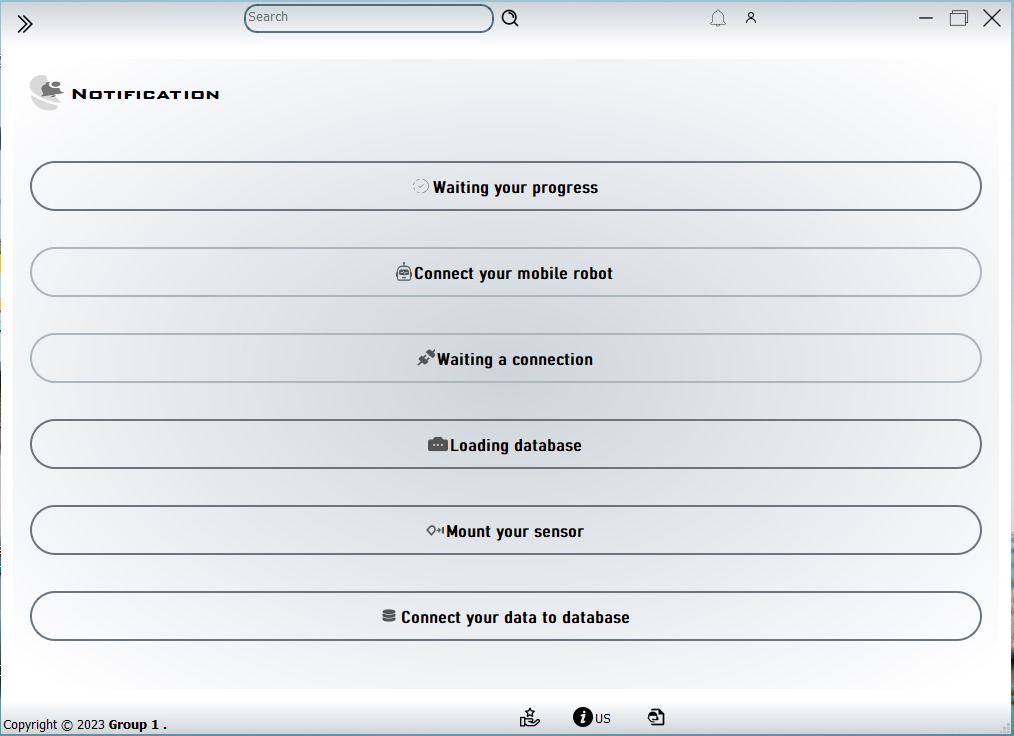 Search
Notification
Waiting your progress
Connect your mobile robot
Waiting a connection
Loading database
Mount your sensor
Connect your data to database
US
Copyright © 2023 Group 1 .